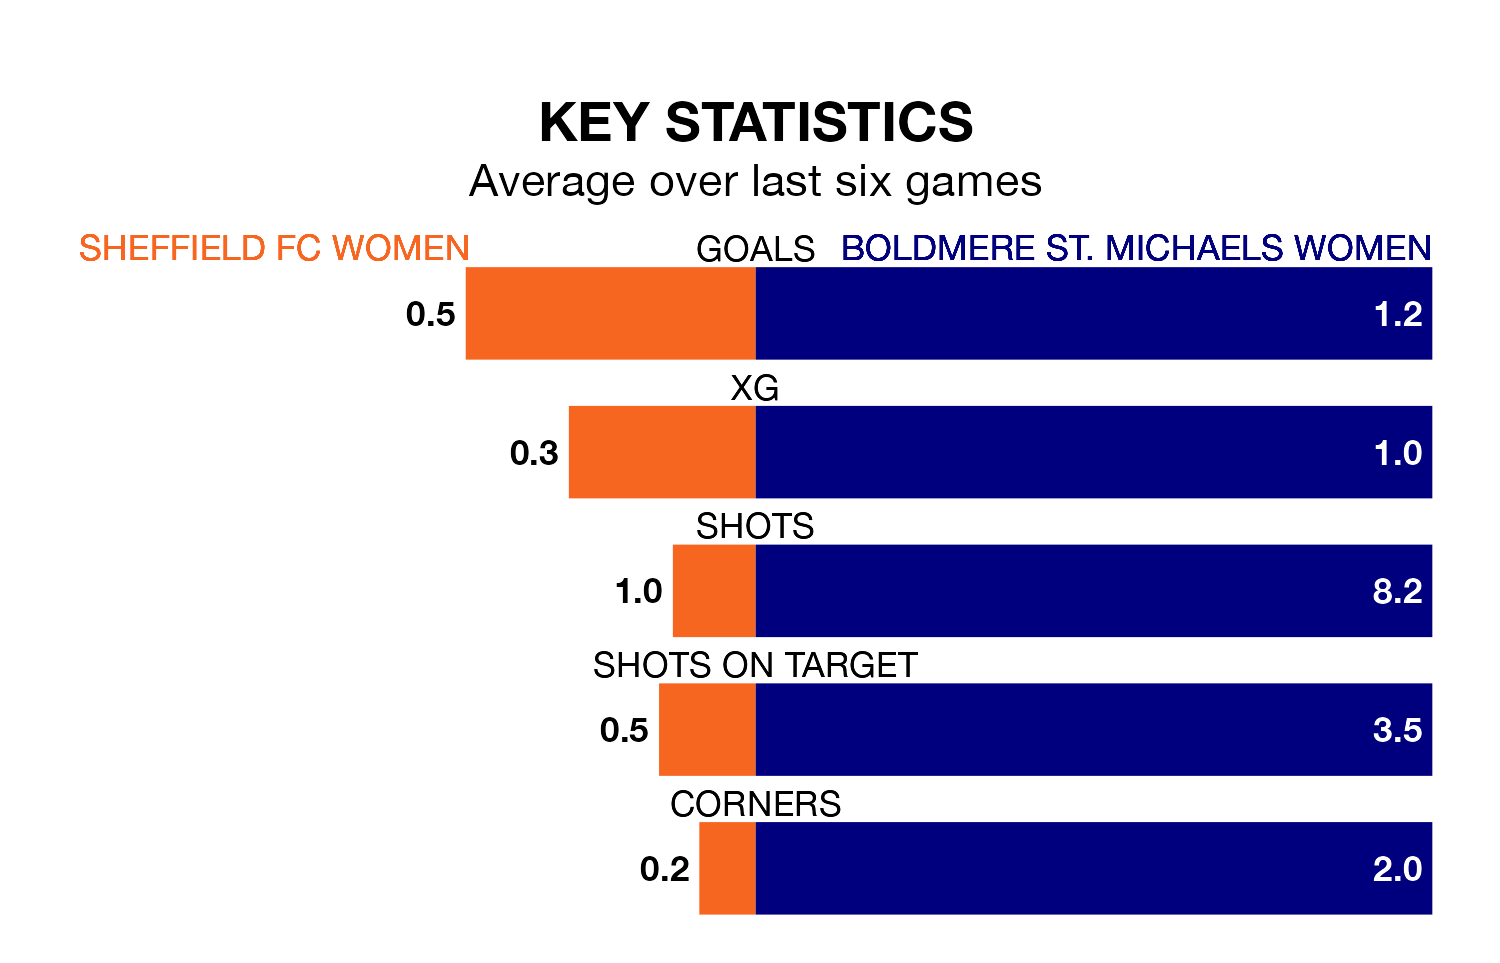 KEY STATISTICS
Average over last six games
SHEFFIELD FC WOMEN GOALS BOLDMERE ST. MICHAELS WOMEN
0.5 1.2
XG
0.3 1.0
SHOTS
1.0 8.2
SHOTS ON TARGET
0.5 3.5
CORNERS
0.2 2.0